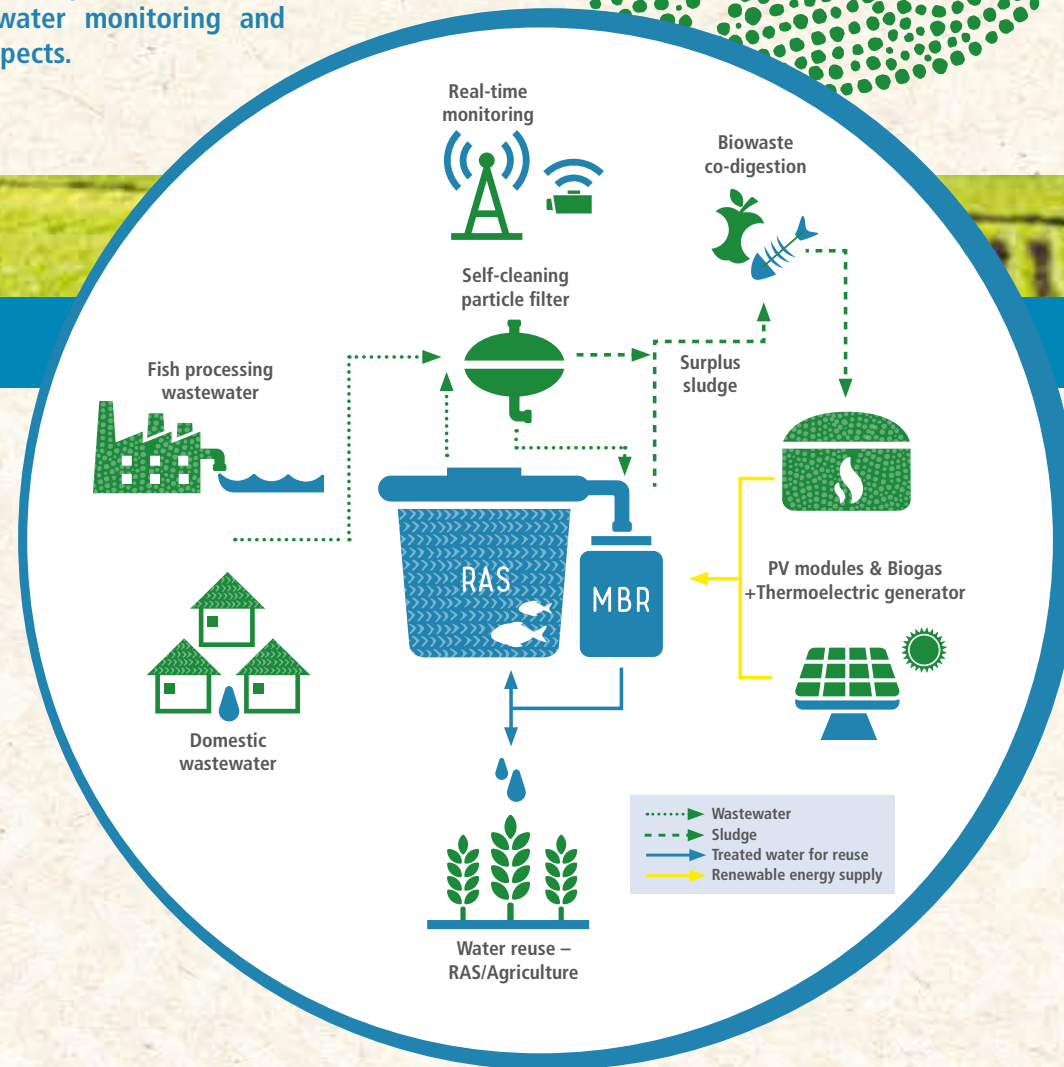 water monitoring and
Real-time
monitoring
Biowaste
co-digestion
Self-cleaning
particle filter
Surplus
sludge
Fish processing
wastewater
RAS
MBR
PV modules & Biogas
+Thermoelectric generator
Domestic
wastewater
Wastewater
Sludge
Treated water for reuse
Renewable energy supply
Water reuse –
RAS/Agriculture